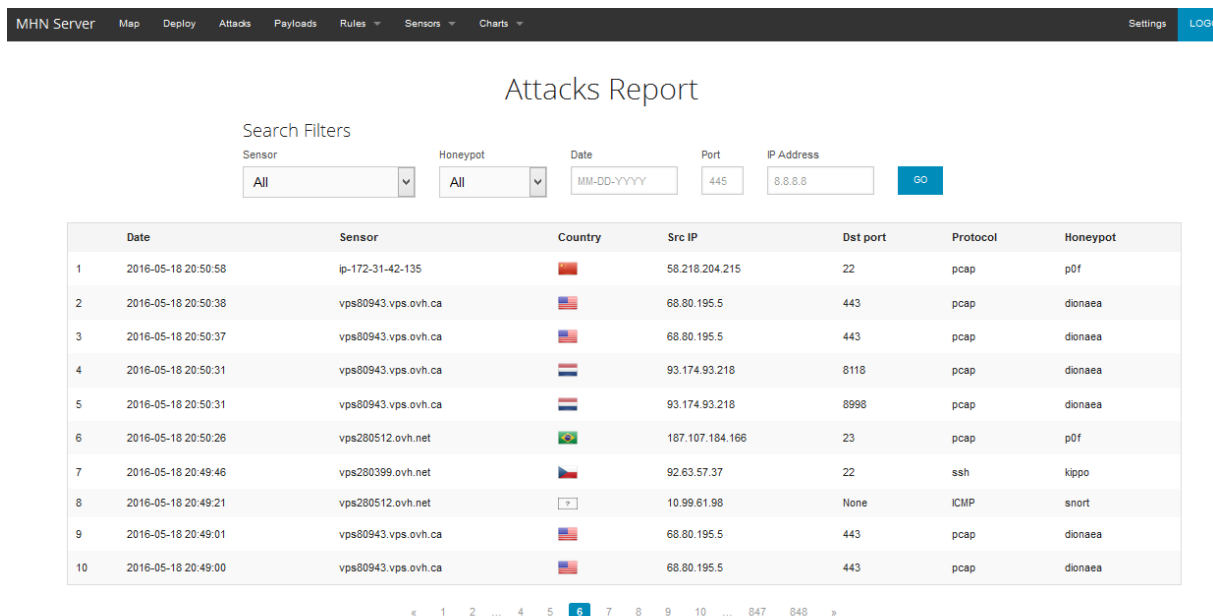 MHN Server Map Deploy Attacks Payloads Rules Sensors Charts Settings LOG
Attacks Report
Search Filters
Sensor Honeypot Date Port IP Address
All All MM-DD-YYYY 445 8.8.8.8 GO
Date Sensor Country Src IP Dst port Protocol Honeypot
1 2016-05-18 20:50:58 ip-172-31-42-135 58.218.204.215 22 pcap p0f
2 2016-05-18 20:50:38 vps80943.vps.ovh.ca 68.80.195.5 443 pcap dionaea
3 2016-05-18 20:50:37 vps80943.vps.ovh.ca 68.80.195.5 443 pcap dionaea
4 2016-05-18 20:50:31 vps80943.vps.ovh.ca 93.174.93.218 8118 pcap dionaea
5 2016-05-18 20:50:31 vps80943.vps.ovh.ca 93.174.93.218 8998 pcap dionaea
6 2016-05-18 20:50:26 vps280512.ovh.net 187.107.184.166 23 pcap p0f
7 2016-05-18 20:49:46 vps280399.ovh.net 92.63.57.37 22 ssh kippo
8 2016-05-18 20:49:21 vps280512.ovh.net ? 10.99.61.98 None ICMP snort
9 2016-05-18 20:49:01 vps80943.vps.ovh.ca 68.80.195.5 443 pcap dionaea
10 2016-05-18 20:49:00 vps80943.vps.ovh.ca 68.80.195.5 443 pcap dionaea
« 1 2 ... 4 5 6 7 8 9 10 ... 847 848 »